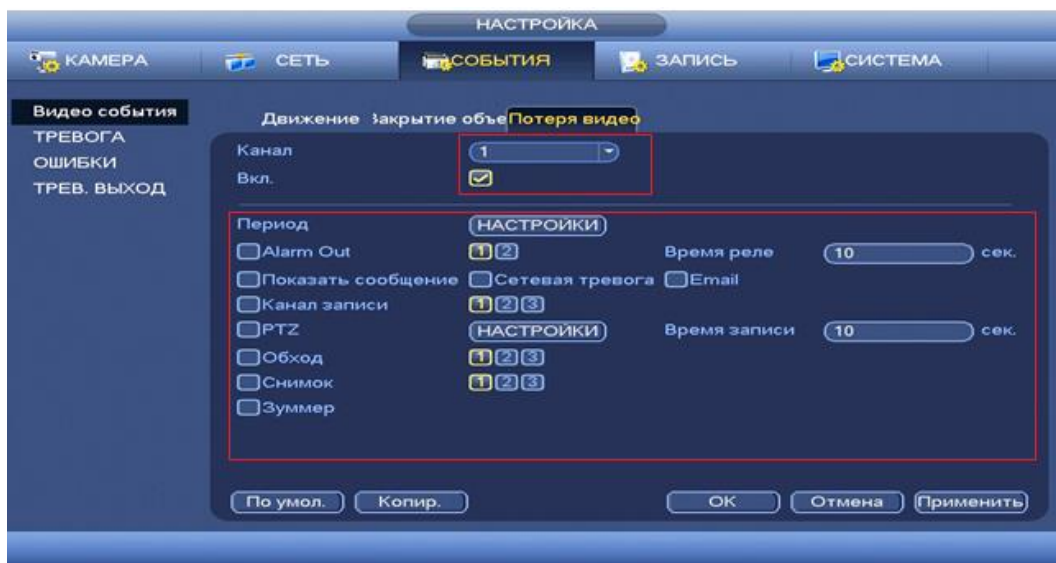 НАСТРОЙКА
КАМЕРА СЕТЬ СОБЫТИЯ ЗАПИСЬ СИСТЕМА
Видео события
ТРЕВОГА
ОШИБКИ
ТРЕВ. ВЫХОД
Движение Закрытие объе Потеря видео
Канал 1
Вкл.
Период НАСТРОЙКИ
Alarm Out 1 2 Время реле 10 сек.
Показать сообщение Сетевая тревога Email
Канал записи 1 2 3
PTZ НАСТРОЙКИ Время записи 10 сек.
Обход 1 2 3
Снимок 1 2 3
Зуммер
По умол. Копир. OK Отмена Применить